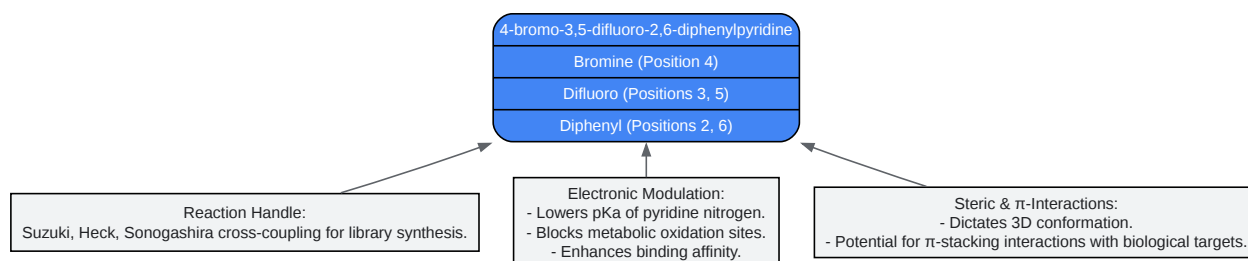 4-bromo-3,5-difluoro-2,6-diphenylpyridine
Bromine (Position 4)
Difluoro (Positions 3, 5)
Diphenyl (Positions 2, 6)
Reaction Handle:
Suzuki, Heck, Sonogashira cross-coupling for library synthesis.
Electronic Modulation:
- Lowers pKa of pyridine nitrogen.
- Blocks metabolic oxidation sites.
- Enhances binding affinity.
Steric & π-Interactions:
- Dictates 3D conformation.
- Potential for π-stacking interactions with biological targets.